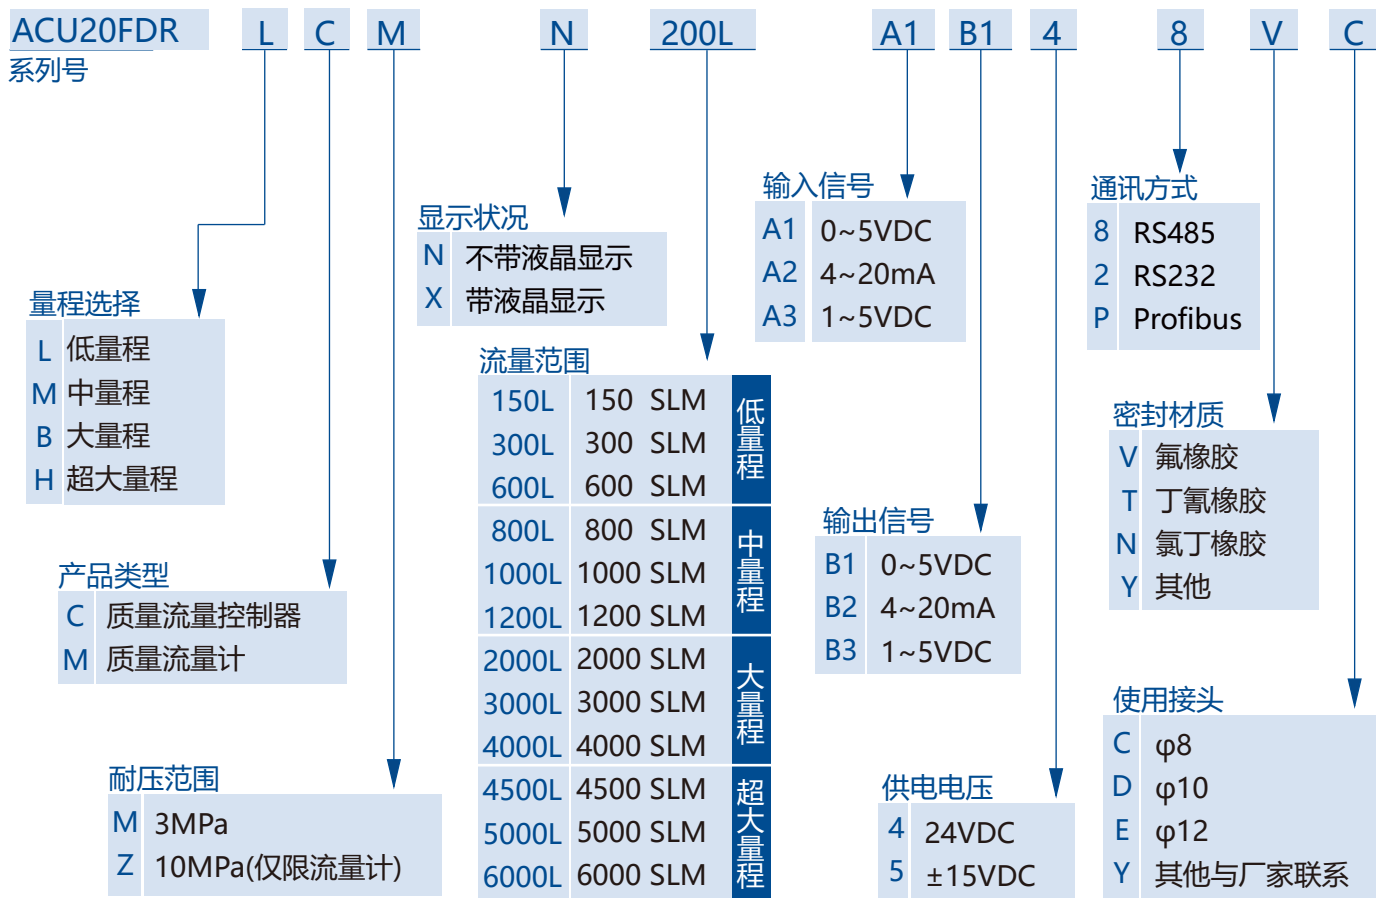 ACU20FDR L C M N 200L A1 B1 4 8 V C
系列号
量程选择
L 低量程
M 中量程
B 大量程
H 超大量程
产品类型
C 质量流量控制器
M 质量流量计
耐压范围
M 3MPa
Z 10MPa(仅限流量计)
显示状况
N 不带液晶显示
X 带液晶显示
流量范围
150L 150 SLM
300L 300 SLM
600L 600 SLM
低量程
800L 800 SLM
1000L 1000 SLM
1200L 1200 SLM
中量程
2000L 2000 SLM
3000L 3000 SLM
4000L 4000 SLM
大量程
4500L 4500 SLM
5000L 5000 SLM
6000L 6000 SLM
超大量程
输入信号
A1 0~5VDC
A2 4~20mA
A3 1~5VDC
输出信号
B1 0~5VDC
B2 4~20mA
B3 1~5VDC
供电电压
4 24VDC
5 ±15VDC
通讯方式
8 RS485
2 RS232
P Profibus
密封材质
V 氟橡胶
T 丁氰橡胶
N 氯丁橡胶
Y 其他
使用接头
C φ8
D φ10
E φ12
Y 其他与厂家联系